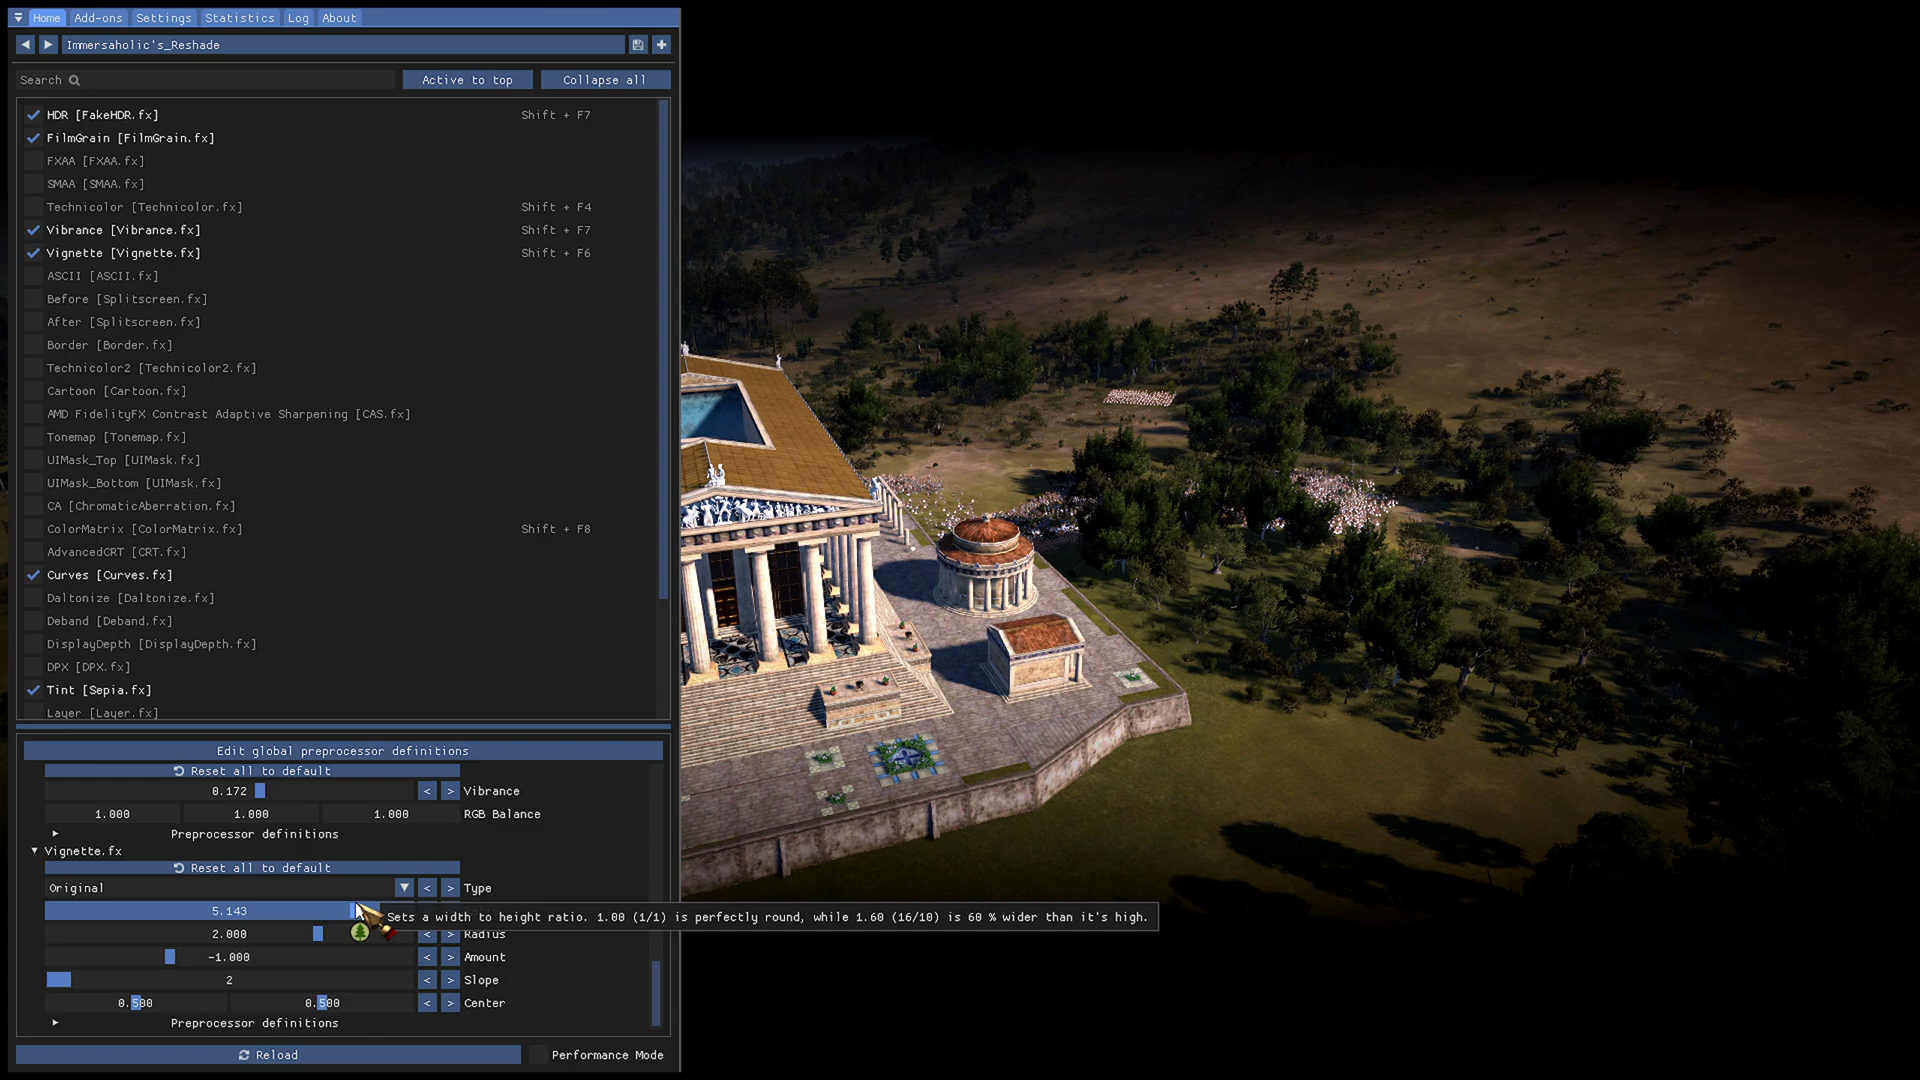 Home Add-ons Settings Statistics Log About
Immersaholic's_Reshade
Search Active to top Collapse all
HDR [FakeHDR.fx] Shift + F7
FilmGrain [FilmGrain.fx]
FXAA [FXAA.fx]
SMAA [SMAA.fx]
Technicolor [Technicolor.fx] Shift + F4
Vibrance [Vibrance.fx] Shift + F7
Vignette [Vignette.fx] Shift + F6
ASCII [ASCII.fx]
Before [Splitscreen.fx]
After [Splitscreen.fx]
Border [Border.fx]
Technicolor2 [Technicolor2.fx]
Cartoon [Cartoon.fx]
AMD FidelityFX Contrast Adaptive Sharpening [CAS.fx]
Tonemap [Tonemap.fx]
UIMask_Top [UIMask.fx]
UIMask_Bottom [UIMask.fx]
CA [ChromaticAberration.fx]
ColorMatrix [ColorMatrix.fx] Shift + F8
AdvancedCRT [CRT.fx]
Curves [Curves.fx]
Daltonize [Daltonize.fx]
Deband [Deband.fx]
DisplayDepth [DisplayDepth.fx]
DPX [DPX.fx]
Tint [Sepia.fx]
Layer [Layer.fx]
Edit global preprocessor definitions
Reset all to default
0.172 < > Vibrance
1.000 1.000 1.000 RGB Balance
Preprocessor definitions
Vignette.fx
Reset all to default
Original < > Type
5.143
Sets a width to height ratio. 1.00 (1/1) is perfectly round, while 1.60 (16/10) is 60 % wider than it's high.
2.000 < > Radius
-1.000 < > Amount
2 < > Slope
0.500 0.500 < > Center
Preprocessor definitions
Reload Performance Mode